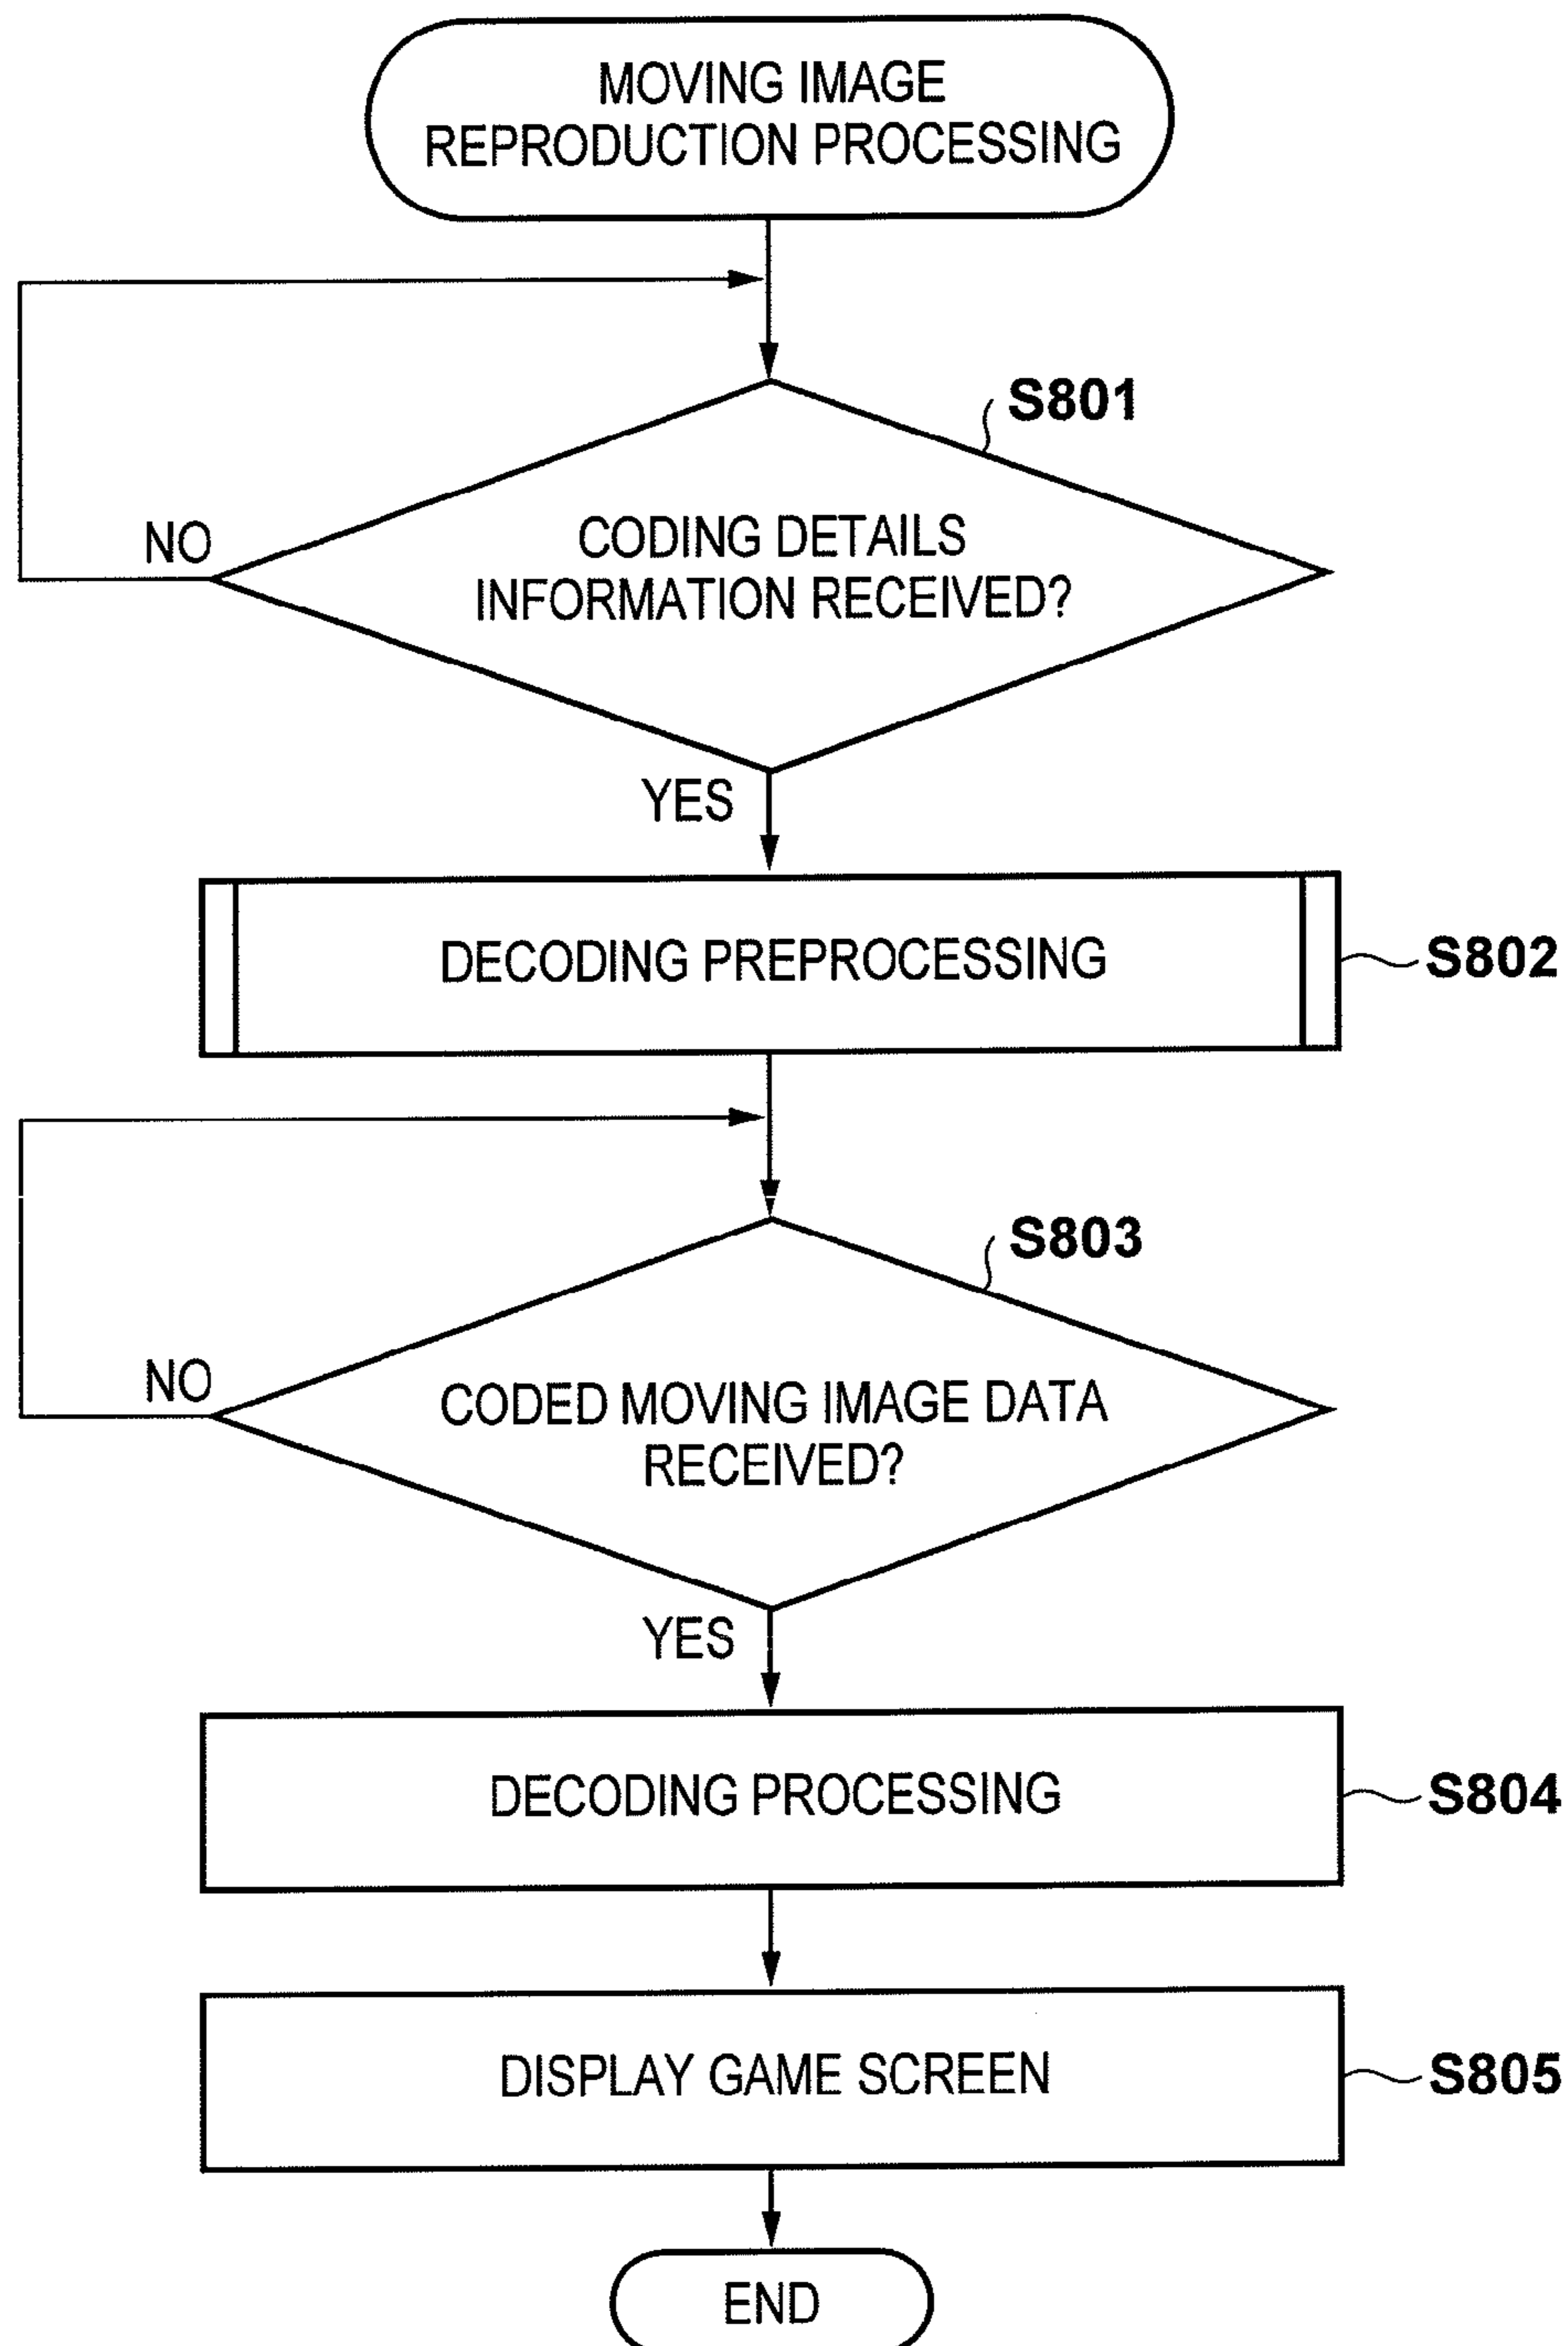 MOVING IMAGE
REPRODUCTION PROCESSING
S801
CODING DETAILS
INFORMATION RECEIVED?
NO
YES
DECODING PREPROCESSING
S802
S803
CODED MOVING IMAGE DATA
RECEIVED?
NO
YES
DECODING PROCESSING
S804
DISPLAY GAME SCREEN
S805
END